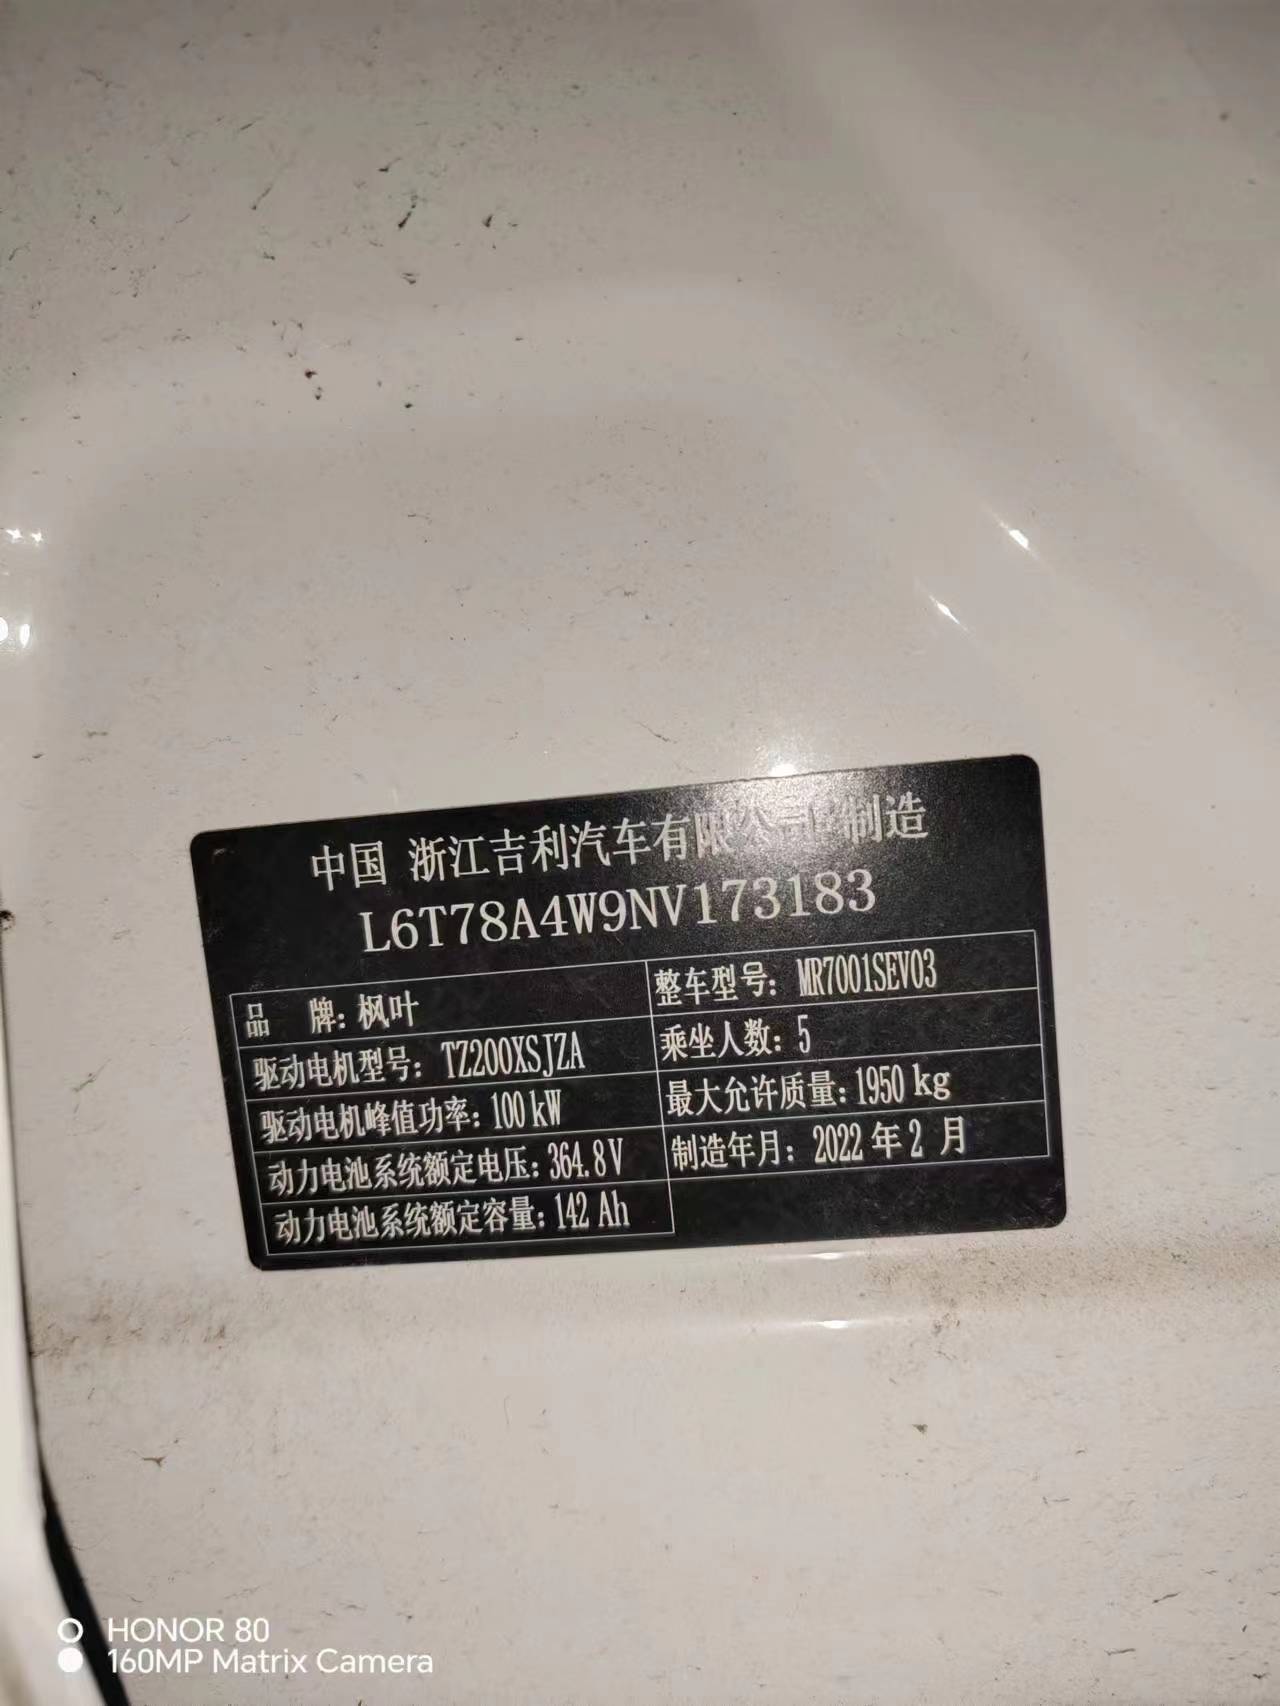 中国 浙江吉利汽车有限公司 制造
L6T78A4W9NV173183
品 牌: 枫叶
整车型号: MR7001SEV03
驱动电机型号: TZ200XSJZA
乘坐人数: 5
驱动电机峰值功率: 100 kW
最大允许质量: 1950 kg
动力电池系统额定电压: 364.8 V
制造年月: 2022 年 2 月
动力电池系统额定容量: 142 Ah
HONOR 80
160MP Matrix Camera